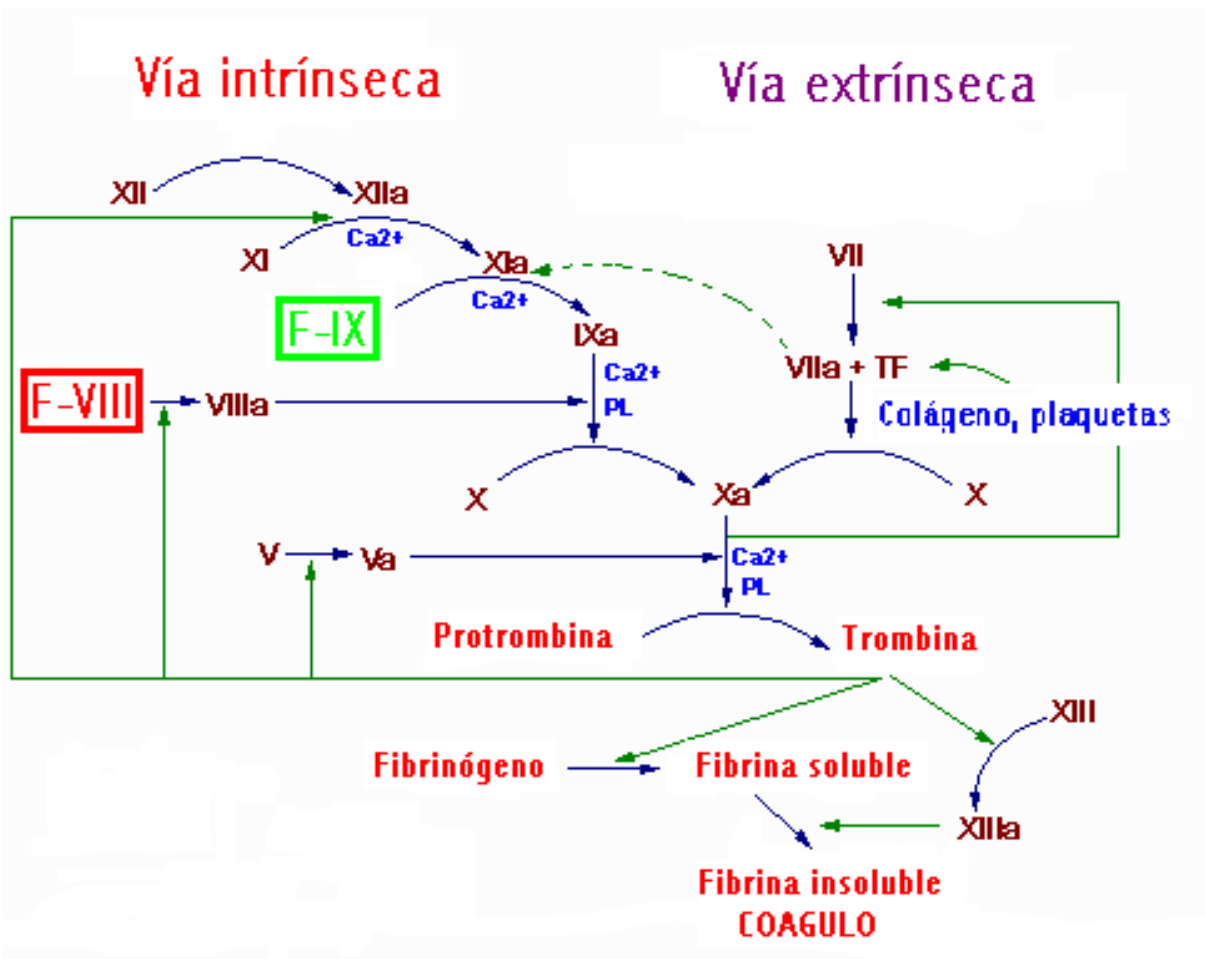 Vía intrínseca
Vía extrínseca
XII
XIIa
Ca2+
XI
XIa
VII
Ca2+
F-IX
IXa
VIIa + TF
Ca2+
F-VIII
VIIIa
PL
Colágeno, plaquetas
X
Xa
X
V
Va
Ca2+
PL
Protrombina
Trombina
XIII
Fibrinógeno
Fibrina soluble
XIIIa
Fibrina insoluble
COAGULO